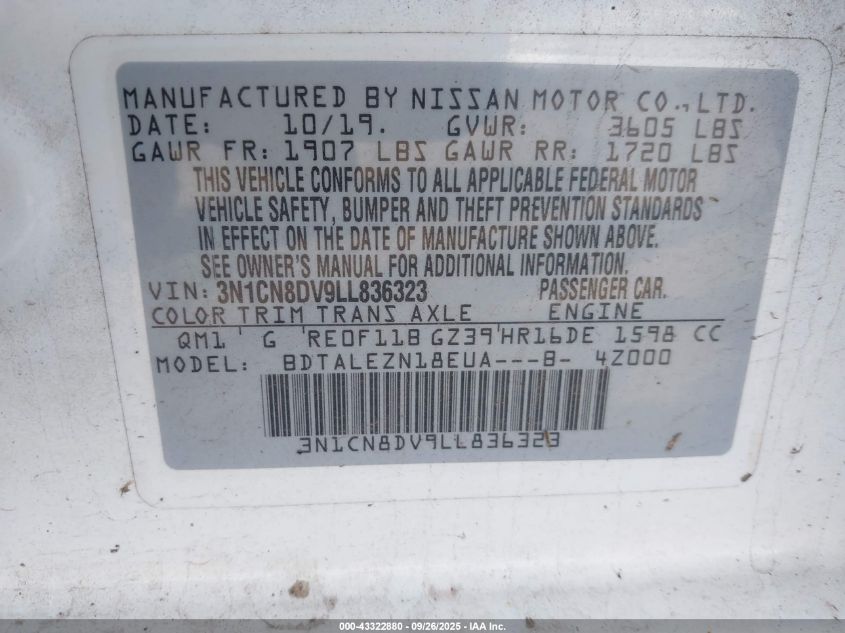 MANUFACTURED BY NISSAN MOTOR CO.,LTD.
DATE: 10/19. GVWR: 3605 LBS
GAWR FR: 1907 LBS GAWR RR: 1720 LBS
THIS VEHICLE CONFORMS TO ALL APPLICABLE FEDERAL MOTOR
VEHICLE SAFETY, BUMPER AND THEFT PREVENTION STANDARDS
IN EFFECT ON THE DATE OF MANUFACTURE SHOWN ABOVE.
SEE OWNER'S MANUAL FOR ADDITIONAL INFORMATION.
VIN: 3N1CN8DV9LL836323 PASSENGER CAR.
COLOR TRIM TRANS AXLE ENGINE
QM1 G RE0F11B GZ39 HR16DE 1598 CC
MODEL: BDTALEZN18EUA---B- 4Z000
3N1CN8DV9LL836323
000-43322880 - 09/26/2025 - IAA Inc.